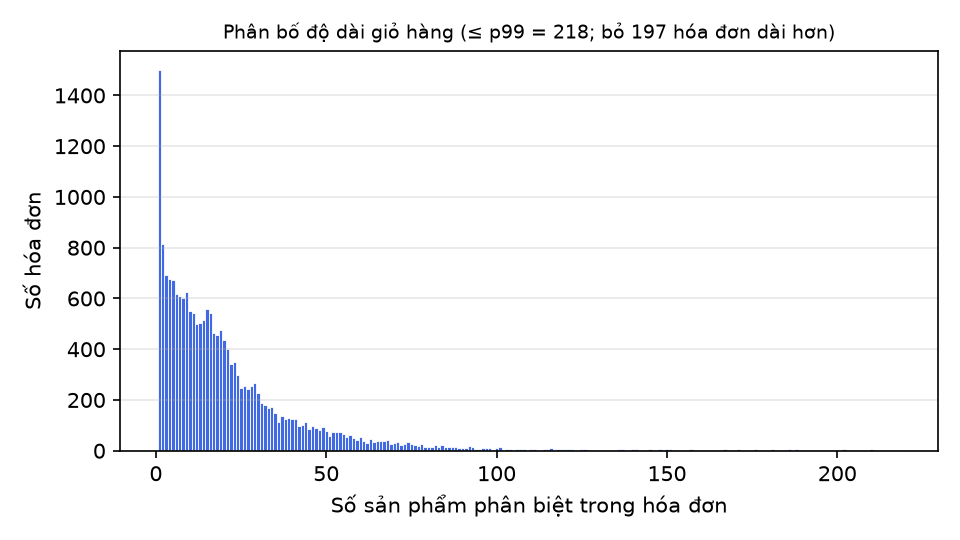 Phân bố độ dài giỏ hàng (≤ p99 = 218; bỏ 197 hóa đơn dài hơn)
Số hóa đơn
1400
1200
1000
800
600
400
200
0
0 50 100 150 200
Số sản phẩm phân biệt trong hóa đơn